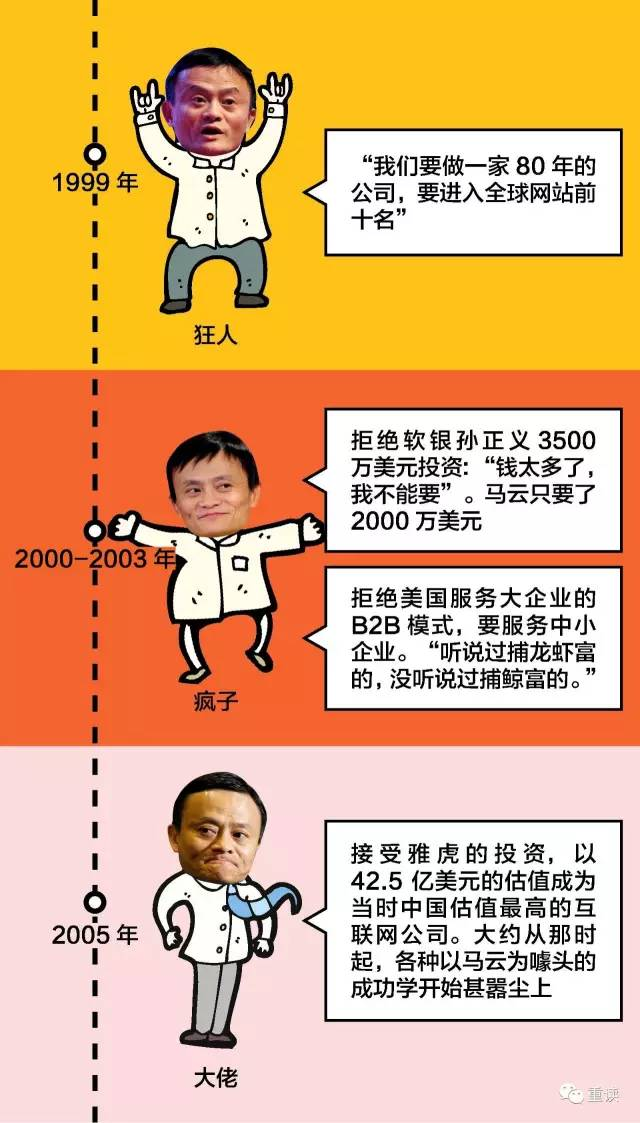 1999 年
“我们要做一家 80 年的
公司，要进入全球网站前
十名”
狂人
2000-2003 年
拒绝软银孙正义 3500
万美元投资：“钱太多了，
我不能要”。马云只要了
2000 万美元
拒绝美国服务大企业的
B2B 模式，要服务中小
企业。“听说过捕龙虾富
的，没听说过捕鲸富的。”
疯子
2005 年
接受雅虎的投资，以
42.5 亿美元的估值成为
当时中国估值最高的互
联网公司。大约从那时
起，各种以马云为噱头的
成功学开始甚嚣尘上
大佬
重读